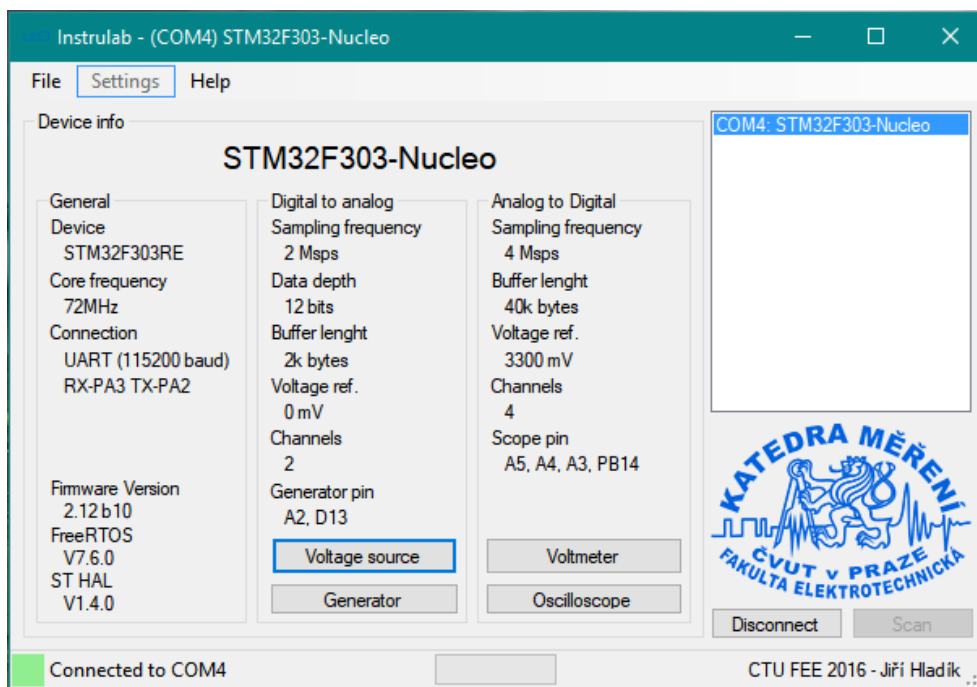 Instrulab - (COM4) STM32F303-Nucleo
File Settings Help
Device info
STM32F303-Nucleo
General
Device
STM32F303RE
Core frequency
72MHz
Connection
UART (115200 baud)
RX-PA3 TX-PA2
Firmware Version
2.12 b10
FreeRTOS
V7.6.0
ST HAL
V1.4.0
Digital to analog
Sampling frequency
2 Msps
Data depth
12 bits
Buffer lenght
2k bytes
Voltage ref.
0 mV
Channels
2
Generator pin
A2, D13
Voltage source
Generator
Analog to Digital
Sampling frequency
4 Msps
Buffer lenght
40k bytes
Voltage ref.
3300 mV
Channels
4
Scope pin
A5, A4, A3, PB14
Voltmeter
Oscilloscope
COM4: STM32F303-Nucleo
KATEDRA MĚŘENÍ
ČVUT v PRAZE
FAKULTA ELEKTROTECHNICKÁ
Disconnect
Scan
Connected to COM4
CTU FEE 2016 - Jiří Hladík